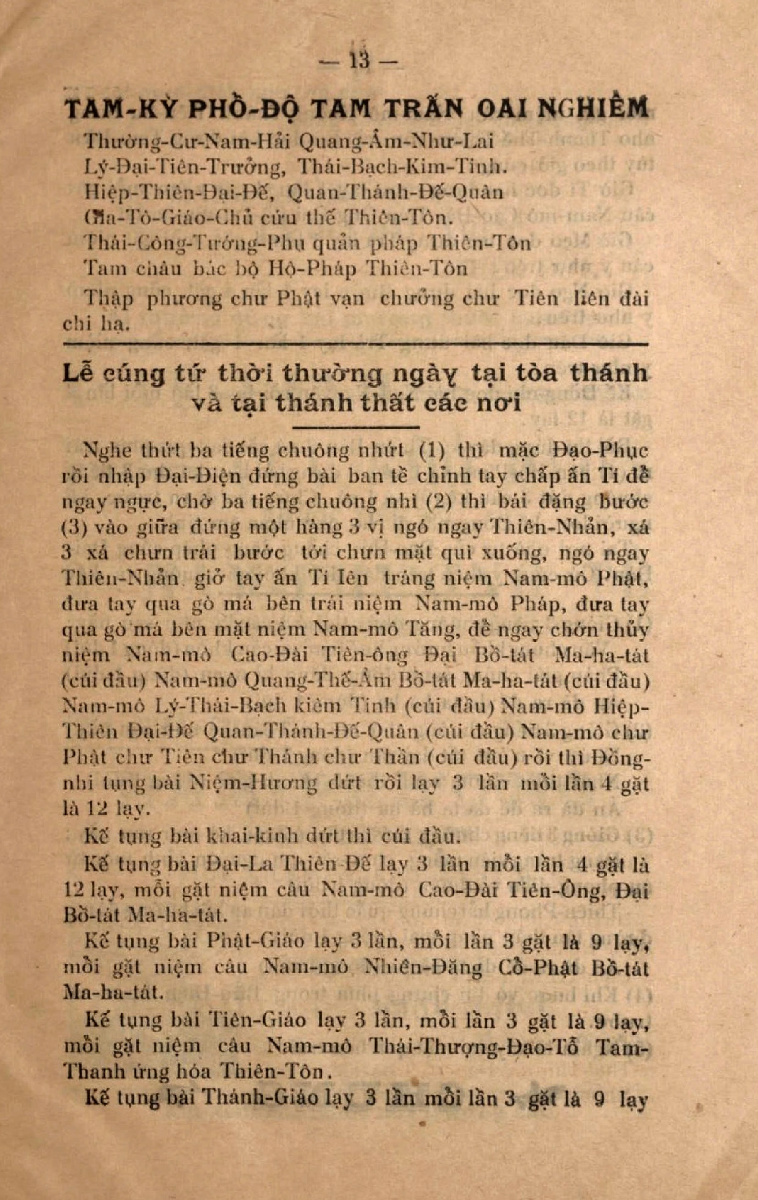 — 13 —
TAM-KỲ PHỔ-ĐỘ TAM TRẤN OAI NGHIÊM
Thường-Cư-Nam-Hải Quang-Âm-Như-Lai
Lý-Đại-Tiên-Trưởng, Thái-Bạch-Kim-Tinh.
Hiệp-Thiên-Đại-Đế, Quan-Thánh-Đế-Quân
Gia-Tô-Giáo-Chủ cứu thế Thiên-Tôn.
Thái-Công-Tướng-Phụ quản pháp Thiên-Tôn
Tam châu bác bộ Hộ-Pháp Thiên-Tôn
Thập phương chư Phật vạn chưởng chư Tiên liên đài
chi hạ.
Lễ cúng tứ thời thường ngày tại tòa thánh
và tại thánh thất các nơi
Nghe thứt ba tiếng chuông nhứt (1) thì mặc Đạo-Phục
rồi nhập Đại-Điện đứng bài ban tề chỉnh tay chấp ấn Tí để
ngay ngực, chờ ba tiếng chuông nhì (2) thì bái đặng bước
(3) vào giữa đứng một hàng 3 vị ngó ngay Thiên-Nhản, xá
3 xá chưn trái bước tới chưn mặt quì xuống, ngó ngay
Thiên-Nhản giở tay ấn Tí lên tráng niệm Nam-mô Phật,
đưa tay qua gò má bên trái niệm Nam-mô Pháp, đưa tay
qua gò má bên mặt niệm Nam-mô Tăng, để ngay chớn thủy
niệm Nam-mô Cao-Đài Tiên-ông Đại Bồ-tát Ma-ha-tát
(cúi đầu) Nam-mô Quang-Thế-Âm Bồ-tát Ma-ha-tát (cúi đầu)
Nam-mô Lý-Thái-Bạch kiêm Tinh (cúi đầu) Nam-mô Hiệp-
Thiên Đại-Đế Quan-Thánh-Đế-Quân (cúi đầu) Nam-mô chư
Phật chư Tiên chư Thánh chư Thần (cúi đầu) rồi thì Đồng-
nhi tụng bài Niệm-Hương dứt rồi lạy 3 lần mỗi lần 4 gặt
là 12 lạy.
Kế tụng bài khai-kinh dứt thì cúi đầu.
Kế tụng bài Đại-La Thiên-Đế lạy 3 lần mỗi lần 4 gặt là
12 lạy, mỗi gặt niệm câu Nam-mô Cao-Đài Tiên-Ông, Đại
Bồ-tát Ma-ha-tát.
Kế tụng bài Phật-Giáo lạy 3 lần, mỗi lần 3 gặt là 9 lạy,
mỗi gặt niệm câu Nam-mô Nhiên-Đăng Cổ-Phật Bồ-tát
Ma-ha-tát.
Kế tụng bài Tiên-Giáo lạy 3 lần, mỗi lần 3 gặt là 9 lạy,
mỗi gặt niệm câu Nam-mô Thái-Thượng-Đạo-Tổ Tam-
Thanh ứng hóa Thiên-Tôn.
Kế tụng bài Thánh-Giáo lạy 3 lần mỗi lần 3 gặt là 9 lạy